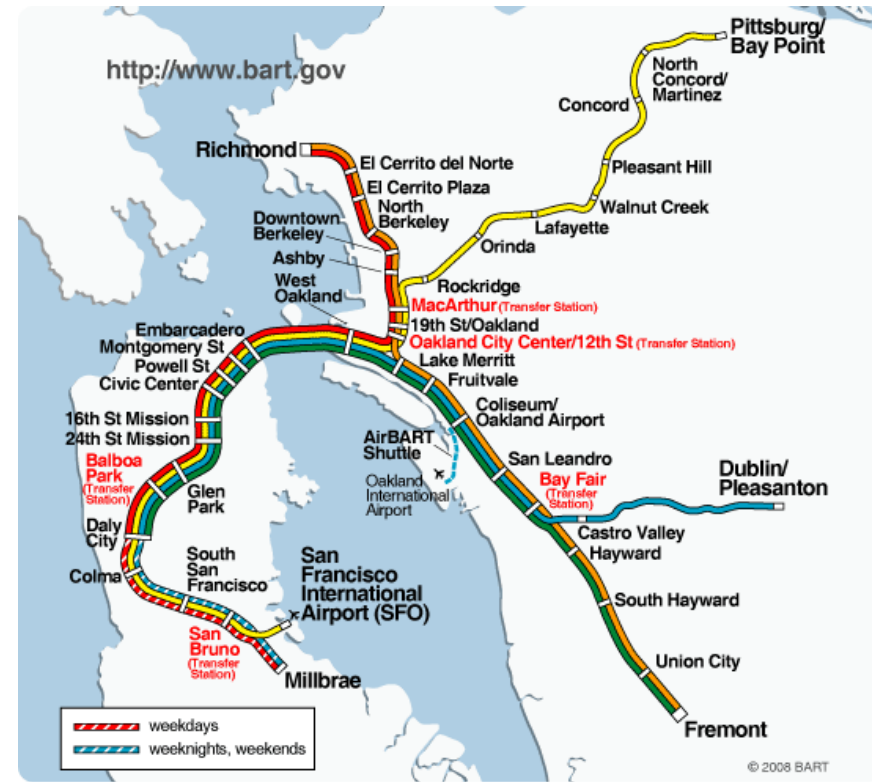 http://www.bart.gov
Pittsburg/
Bay Point
North
Concord/
Martinez
Concord
Pleasant Hill
Walnut Creek
Lafayette
Orinda
Rockridge
Richmond
El Cerrito del Norte
El Cerrito Plaza
North
Berkeley
Downtown
Berkeley
Ashby
West
Oakland
MacArthur (Transfer Station)
19th St/Oakland
Oakland City Center/12th St (Transfer Station)
Lake Merritt
Fruitvale
Coliseum/
Oakland Airport
San Leandro
Bay Fair
(Transfer
Station)
Dublin/
Pleasanton
Castro Valley
Hayward
South Hayward
Union City
Fremont
AirBART
Shuttle
Oakland
International
Airport
Embarcadero
Montgomery St
Powell St
Civic Center
16th St Mission
24th St Mission
Balboa
Park
(Transfer
Station)
Glen
Park
Daly
City
Colma
South
San
Francisco
San
Francisco
International
Airport (SFO)
San
Bruno
(Transfer
Station)
Millbrae
weekdays
weeknights, weekends
© 2008 BART